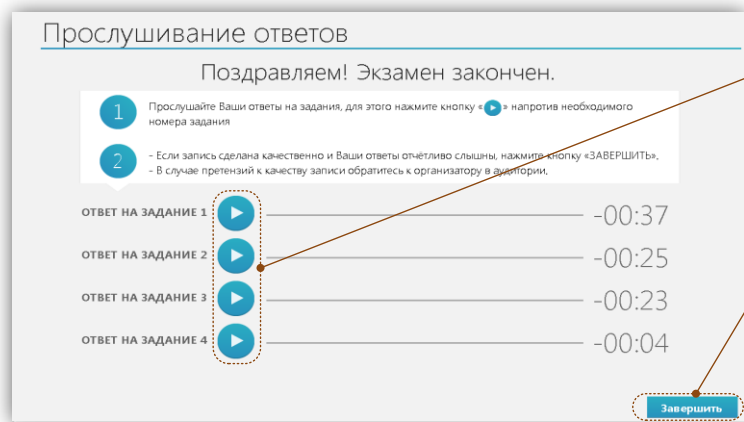 Прослушивание ответов
Поздравляем! Экзамен закончен.
1 Прослушайте Ваши ответы на задания, для этого нажмите кнопку « » напротив необходимого
номера задания
2 - Если запись сделана качественно и Ваши ответы отчётливо слышны, нажмите кнопку «ЗАВЕРШИТЬ»,
- В случае претензий к качеству записи обратитесь к организатору в аудитории,
ОТВЕТ НА ЗАДАНИЕ 1 -00:37
ОТВЕТ НА ЗАДАНИЕ 2 -00:25
ОТВЕТ НА ЗАДАНИЕ 3 -00:23
ОТВЕТ НА ЗАДАНИЕ 4 -00:04
Завершить